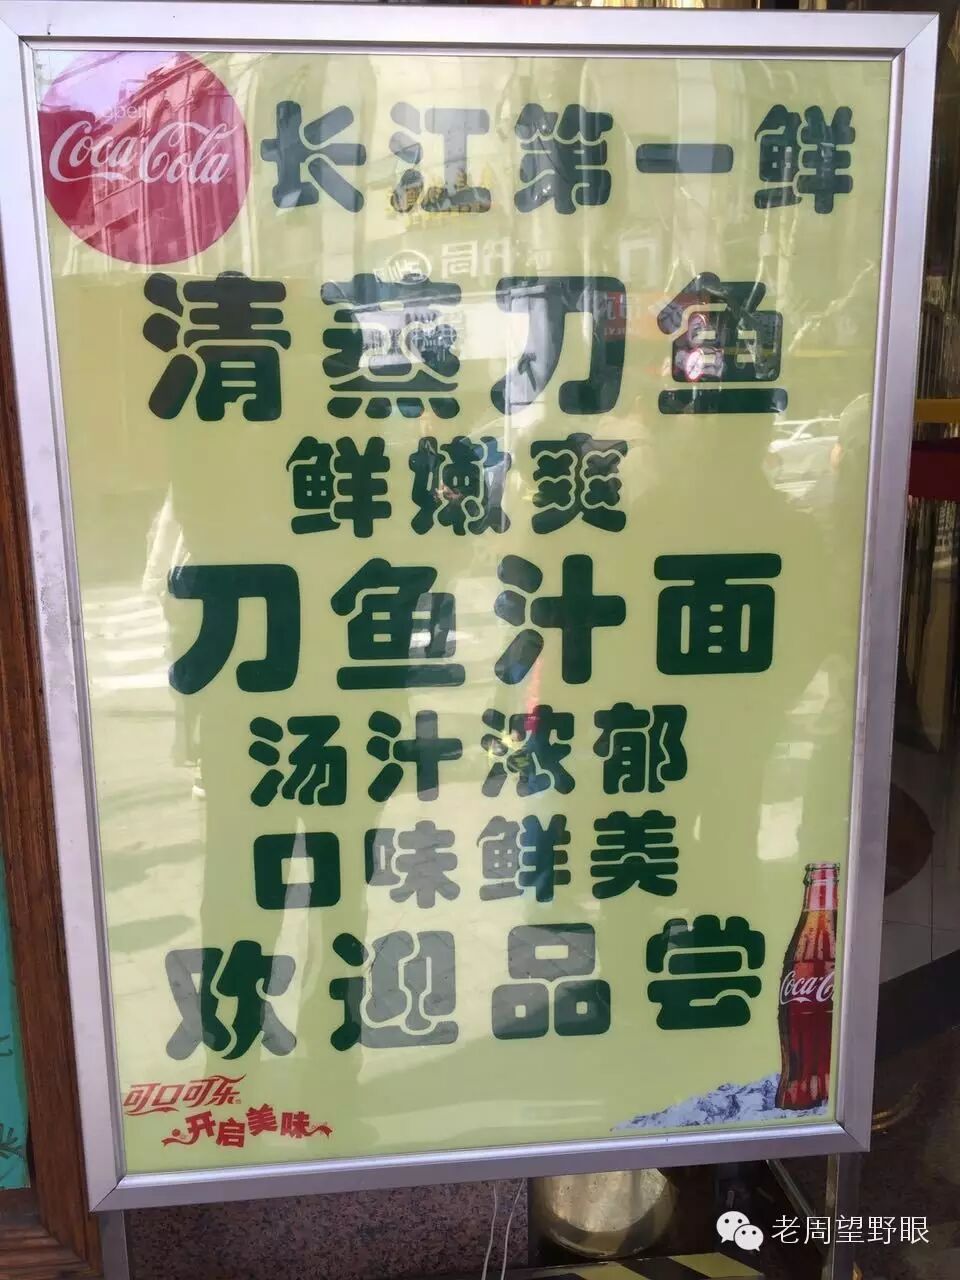 open
Coca-Cola
长江第一鲜
清蒸刀鱼
鲜嫩爽
刀鱼汁面
汤汁浓郁
口味鲜美
欢迎品尝
Coca-C
可口可乐
开启美味
老周望野眼